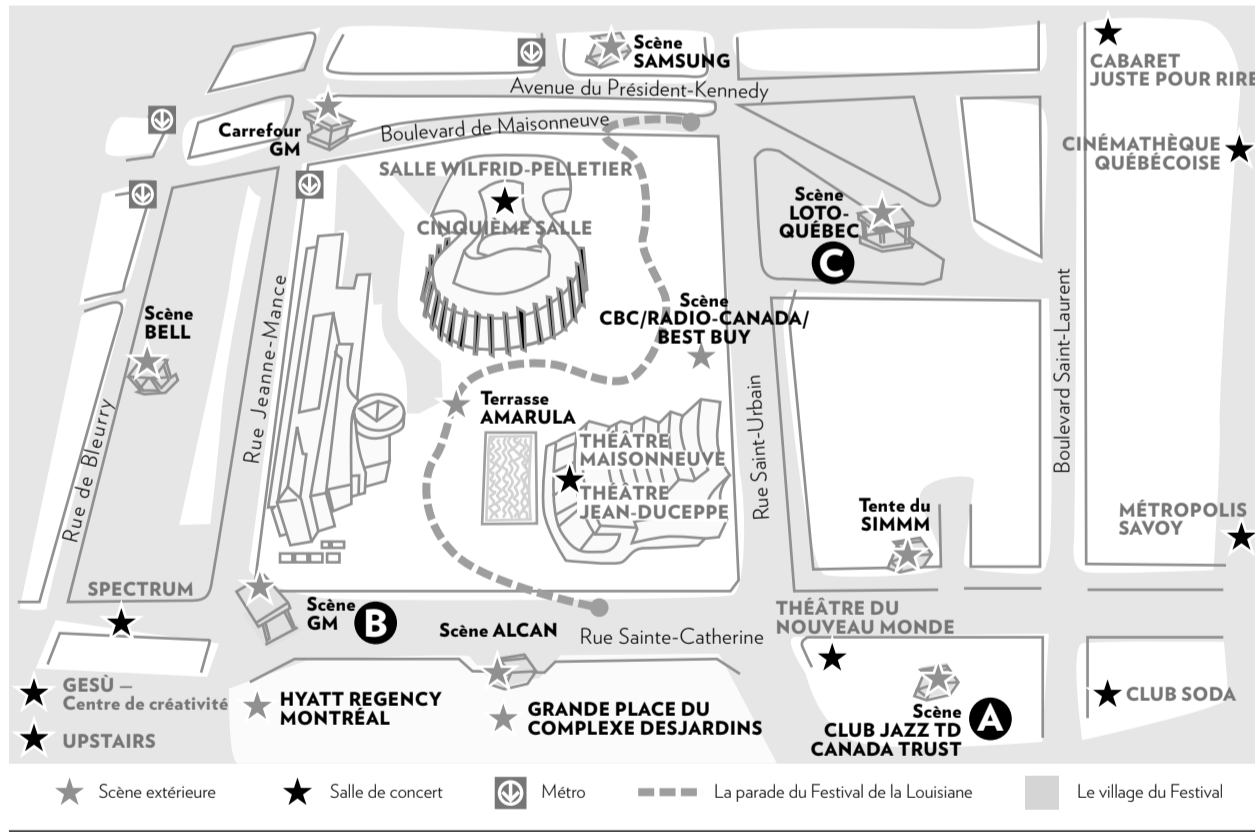 Scène
SAMSUNG
Avenue du Président-Kennedy
CABARET
JUSTE POUR RIRE
Carrefour
GM
Boulevard de Maisonneuve
CINÉMATHÈQUE
QUÉBÉCOISE
SALLE WILFRID-PELLETIER
CINQUIÈME SALLE
Scène
LOTO-
QUÉBEC
C
Scène
BELL
Scène
CBC/RADIO-CANADA/
BEST BUY
Rue de Bleurry
Rue Jeanne-Mance
Terrasse
AMARULA
THÉÂTRE
MAISONNEUVE
THÉÂTRE
JEAN-DUCEPPE
Rue Saint-Urbain
Boulevard Saint-Laurent
Tente du
SIMMM
MÉTROPOLIS
SAVOY
SPECTRUM
Scène
GM
B
Scène ALCAN
Rue Sainte-Catherine
THÉÂTRE DU
NOUVEAU MONDE
GESÙ –
Centre de créativité
UPSTAIRS
HYATT REGENCY
MONTRÉAL
GRANDE PLACE DU
COMPLEXE DESJARDINS
Scène
CLUB JAZZ TD
CANADA TRUST
A
CLUB SODA
Scène extérieure
Salle de concert
Métro
La parade du Festival de la Louisiane
Le village du Festival